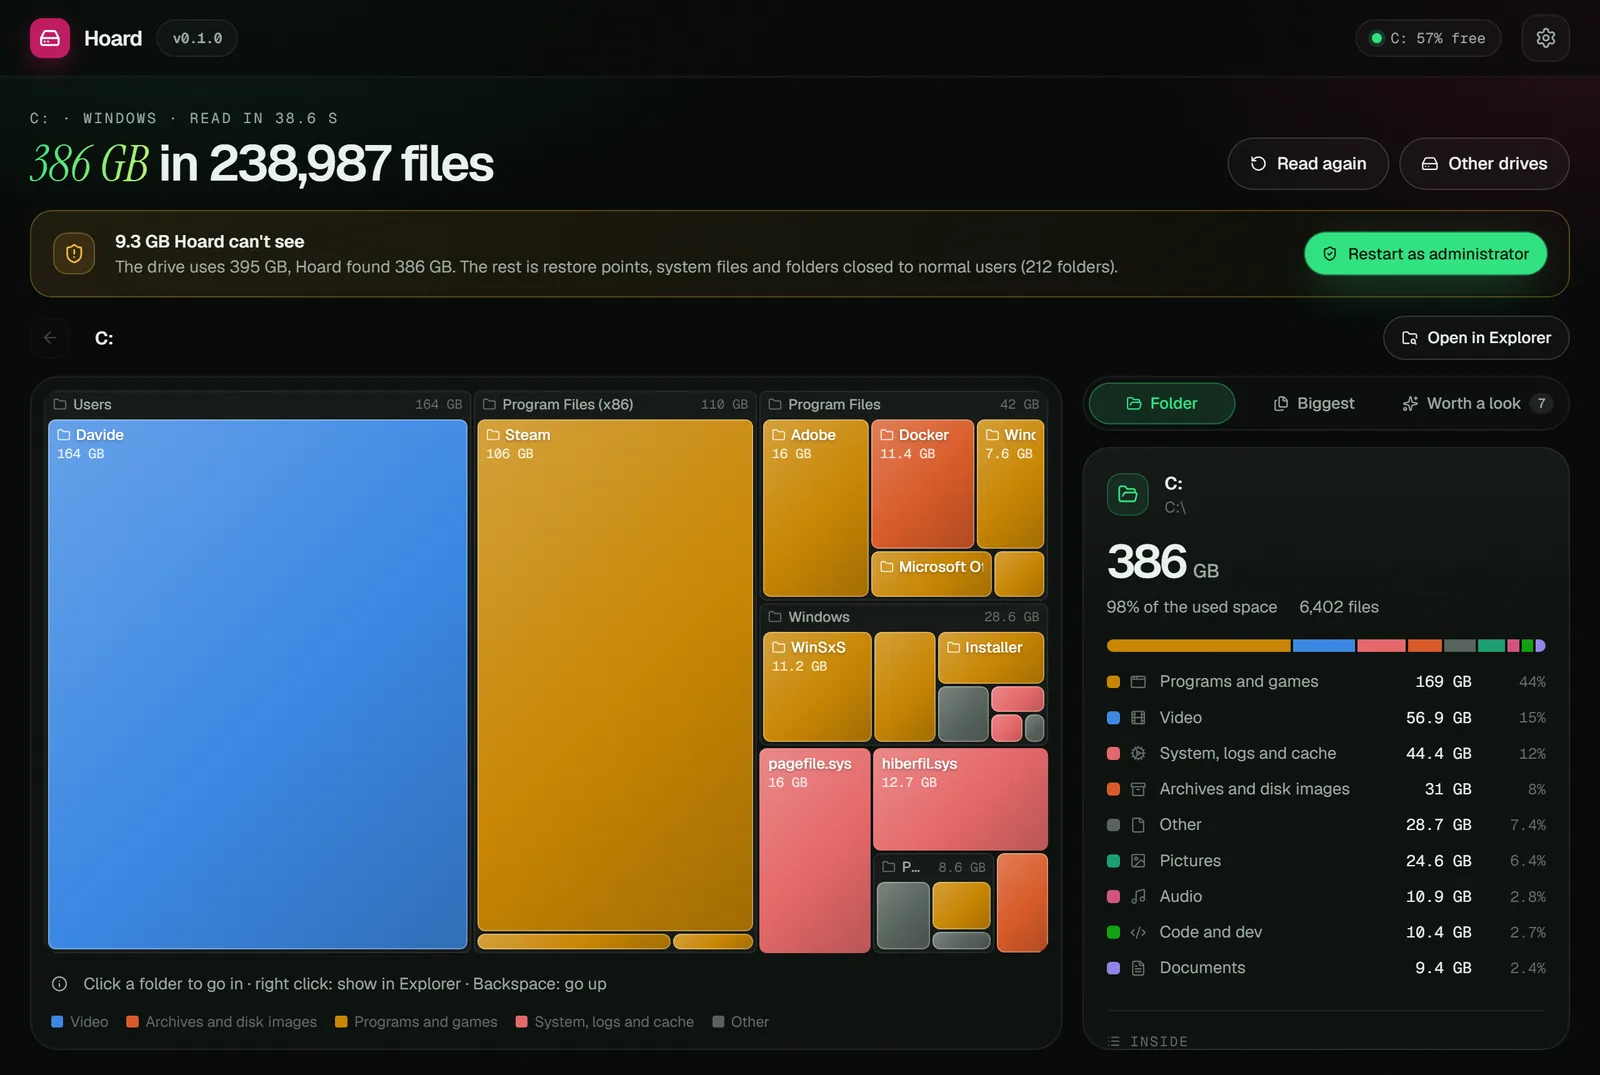 Hoard
v0.1.0
C: 57% free
C: · WINDOWS · READ IN 38.6 S
386 GB in 238,987 files
Read again
Other drives
9.3 GB Hoard can't see
The drive uses 395 GB, Hoard found 386 GB. The rest is restore points, system files and folders closed to normal users (212 folders).
Restart as administrator
C:
Open in Explorer
Users 164 GB
Davide
164 GB
Program Files (x86) 110 GB
Steam
106 GB
Program Files 42 GB
Adobe
16 GB
Docker
11.4 GB
Wind
7.6 GB
Microsoft Of
Windows 28.6 GB
WinSxS
11.2 GB
Installer
pagefile.sys
16 GB
hiberfil.sys
12.7 GB
P... 8.6 GB
Click a folder to go in · right click: show in Explorer · Backspace: go up
Video Archives and disk images Programs and games System, logs and cache Other
Folder
Biggest
Worth a look 7
C:
C:\
386 GB
98% of the used space 6,402 files
Programs and games 169 GB 44%
Video 56.9 GB 15%
System, logs and cache 44.4 GB 12%
Archives and disk images 31 GB 8%
Other 28.7 GB 7.4%
Pictures 24.6 GB 6.4%
Audio 10.9 GB 2.8%
Code and dev 10.4 GB 2.7%
Documents 9.4 GB 2.4%
INSIDE